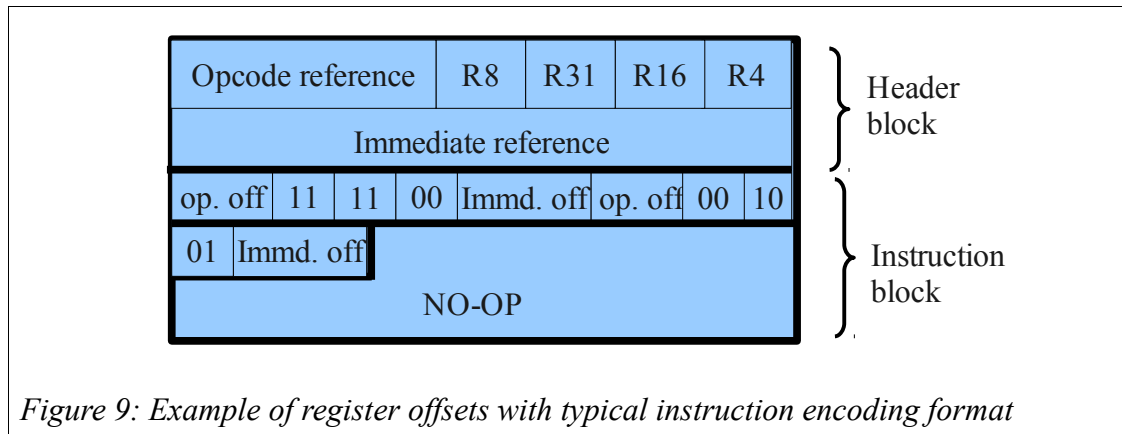 Opcode reference R8 R31 R16 R4
Header
block
Immediate reference
op. off 11 11 00 Immd. off op. off 00 10
01 Immd. off
Instruction
block
NO-OP
Figure 9: Example of register offsets with typical instruction encoding format